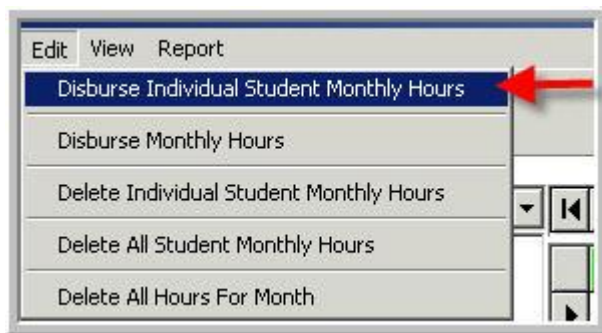 Edit View Report
Disburse Individual Student Monthly Hours
Disburse Monthly Hours
Delete Individual Student Monthly Hours
Delete All Student Monthly Hours
Delete All Hours For Month